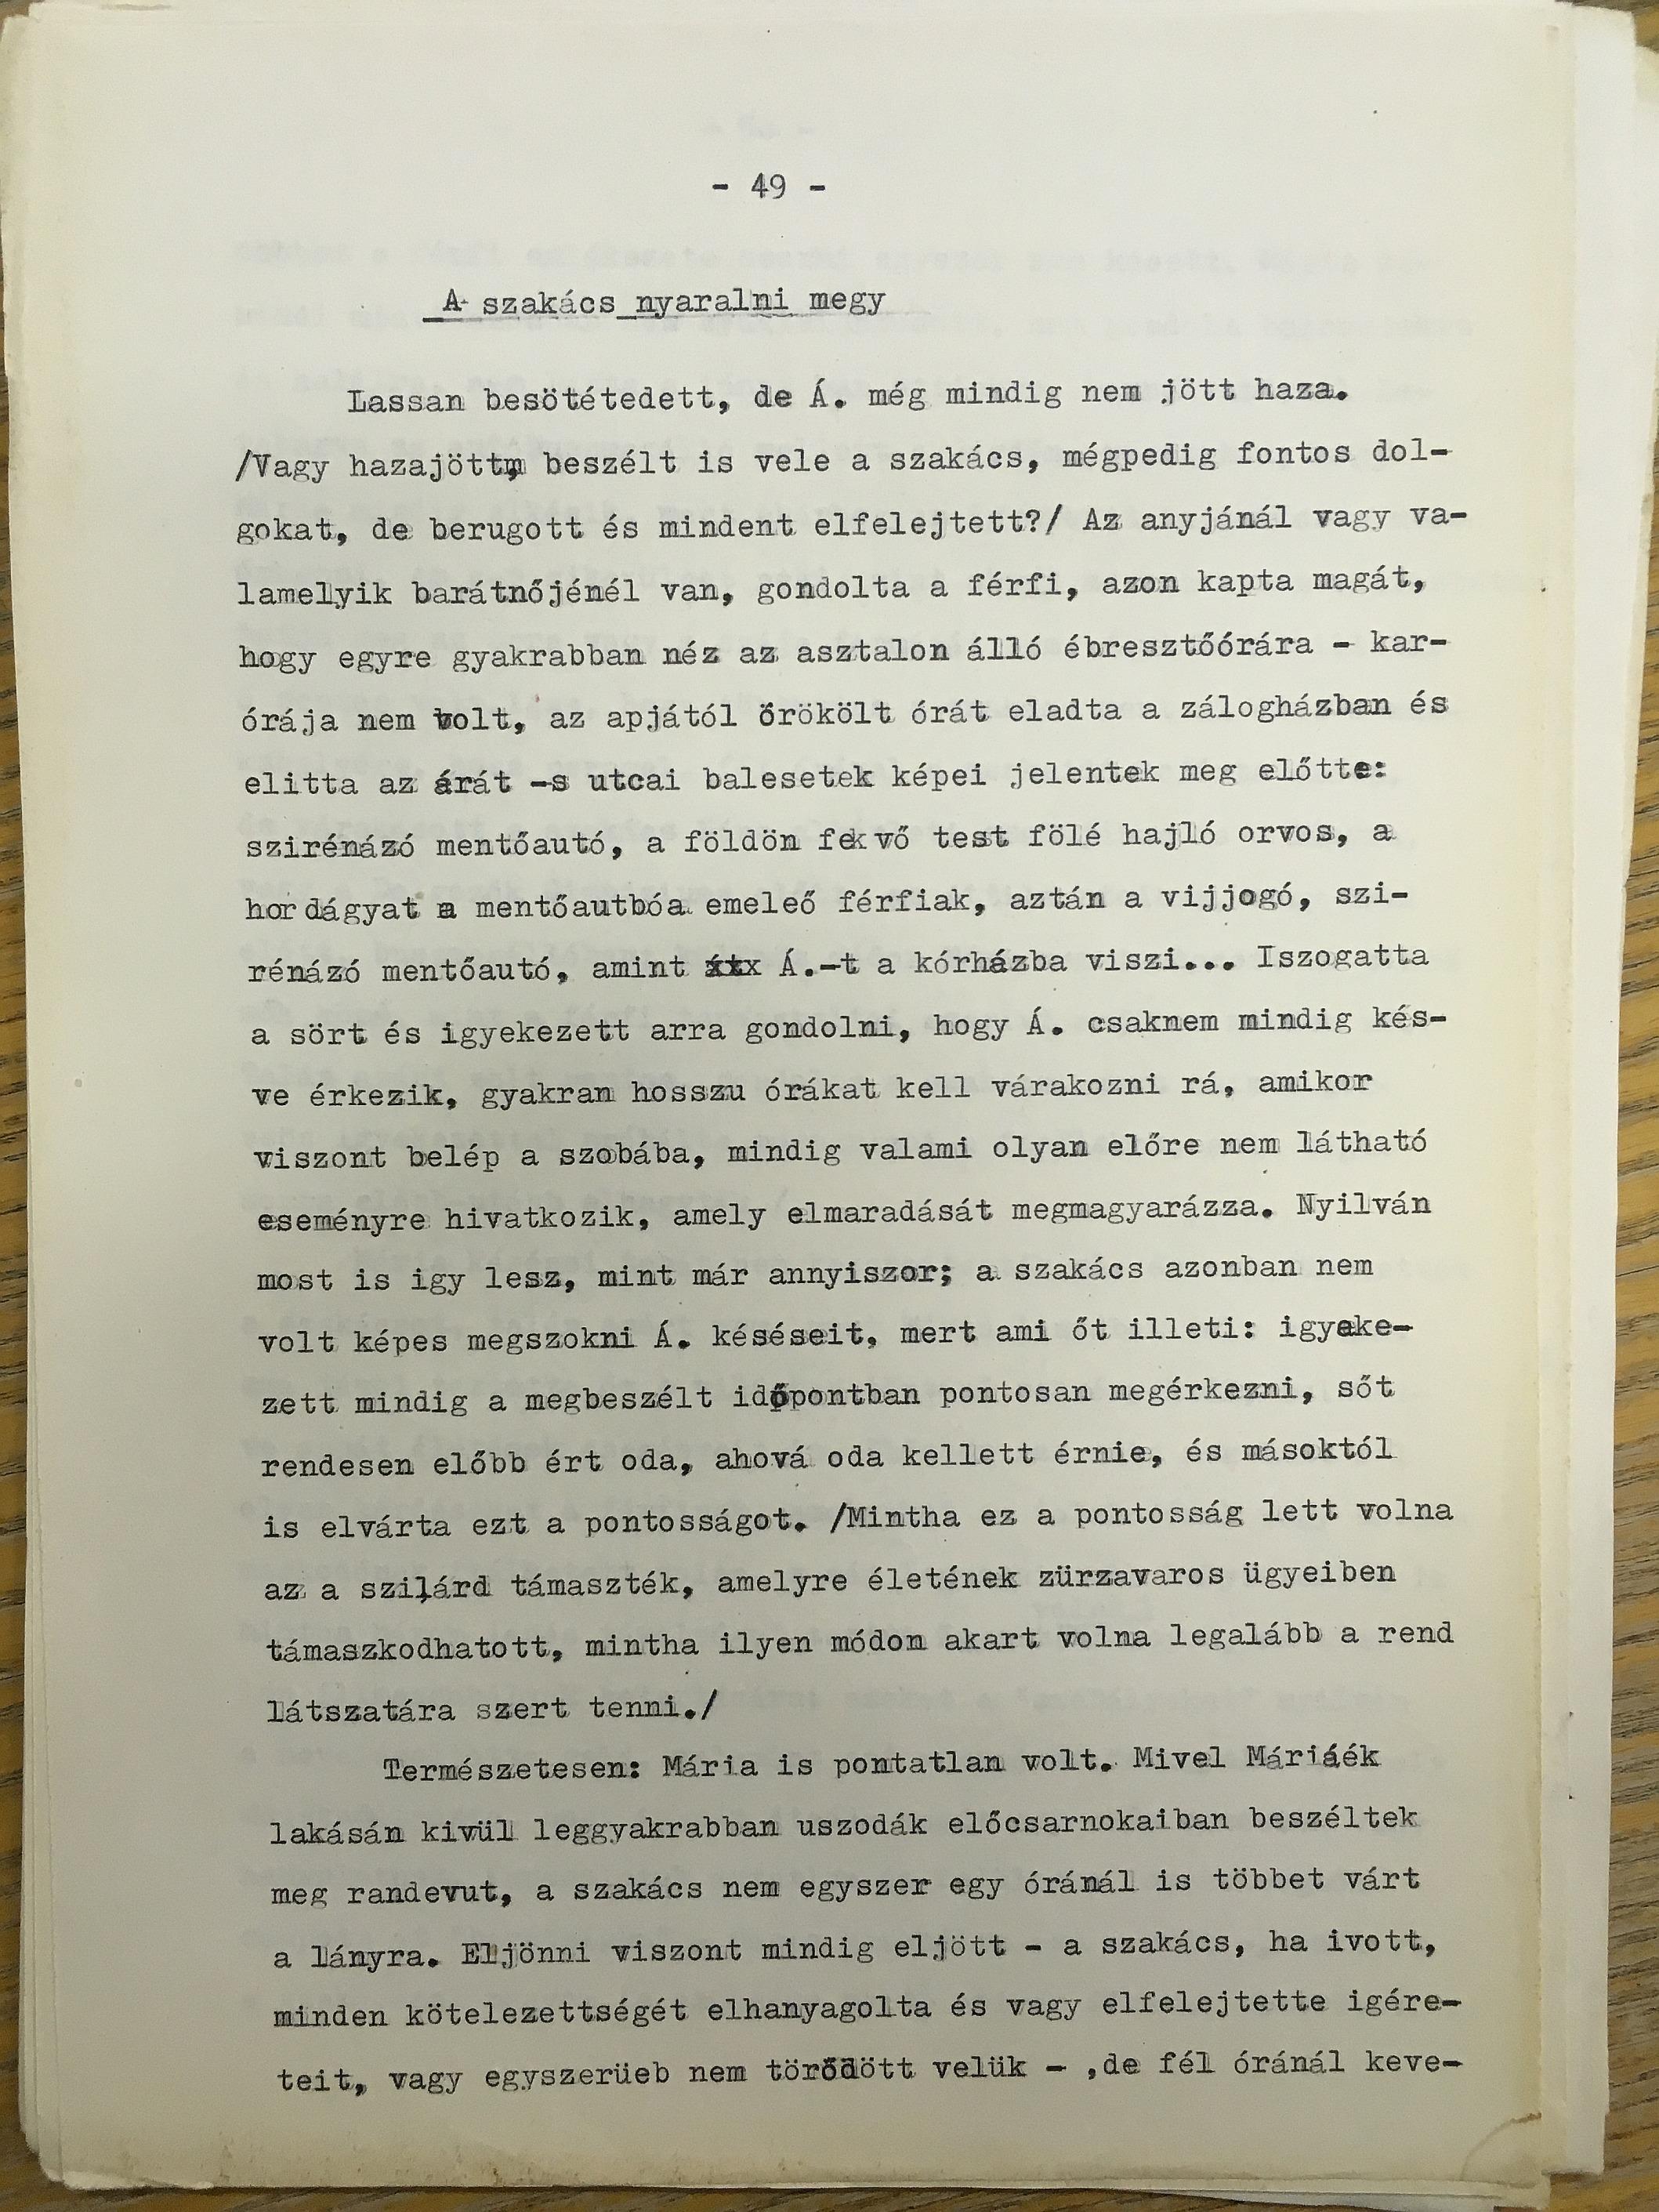 - 49 -
A szakács nyaralni megy
Lassan besötétedett, de Á. még mindig nem jött haza.
/Vagy hazajött, beszélt is vele a szakács, mégpedig fontos dol-
gokat, de berugott és mindent elfelejtett?/ Az anyjánál vagy va-
lamelyik barátnőjénél van, gondolta a férfi, azon kapta magát,
hogy egyre gyakrabban néz az asztalon álló ébresztőórára - kar-
órája nem volt, az apjától örökölt órát eladta a zálogházban és
elitta az árát -s utcai balesetek képei jelentek meg előtte:
szirénázó mentőautó, a földön fekvő test fölé hajló orvos, a
hordágyat a mentőautbóa emeleő férfiak, aztán a vijjogó, szi-
rénázó mentőautó, amint Á.-t a kórházba viszi... Iszogatta
a sört és igyekezett arra gondolni, hogy Á. csaknem mindig kés-
ve érkezik, gyakran hosszu órákat kell várakozni rá, amikor
viszont belép a szobába, mindig valami olyan előre nem látható
eseményre hivatkozik, amely elmaradását megmagyarázza. Nyilván
most is igy lesz, mint már annyiszor; a szakács azonban nem
volt képes megszokni Á. késéseit, mert ami őt illeti: igyeke-
zett mindig a megbeszélt időpontban pontosan megérkezni, sőt
rendesen előbb ért oda, ahová oda kellett érnie, és másoktól
is elvárta ezt a pontosságot. /Mintha ez a pontosság lett volna
az a szilárd támaszték, amelyre életének zürzavaros ügyeiben
támaszkodhatott, mintha ilyen módon akart volna legalább a rend
látszatára szert tenni./
Természetesen: Mária is pontatlan volt. Mivel Máriáék
lakásán kivül leggyakrabban uszodák előcsarnokaiban beszéltek
meg randevut, a szakács nem egyszer egy óránál is többet várt
a lányra. Eljönni viszont mindig eljött - a szakács, ha ivott,
minden kötelezettségét elhanyagolta és vagy elfelejtette igére-
teit, vagy egyszerüeb nem törődött velük - ,de fél óránál keve-